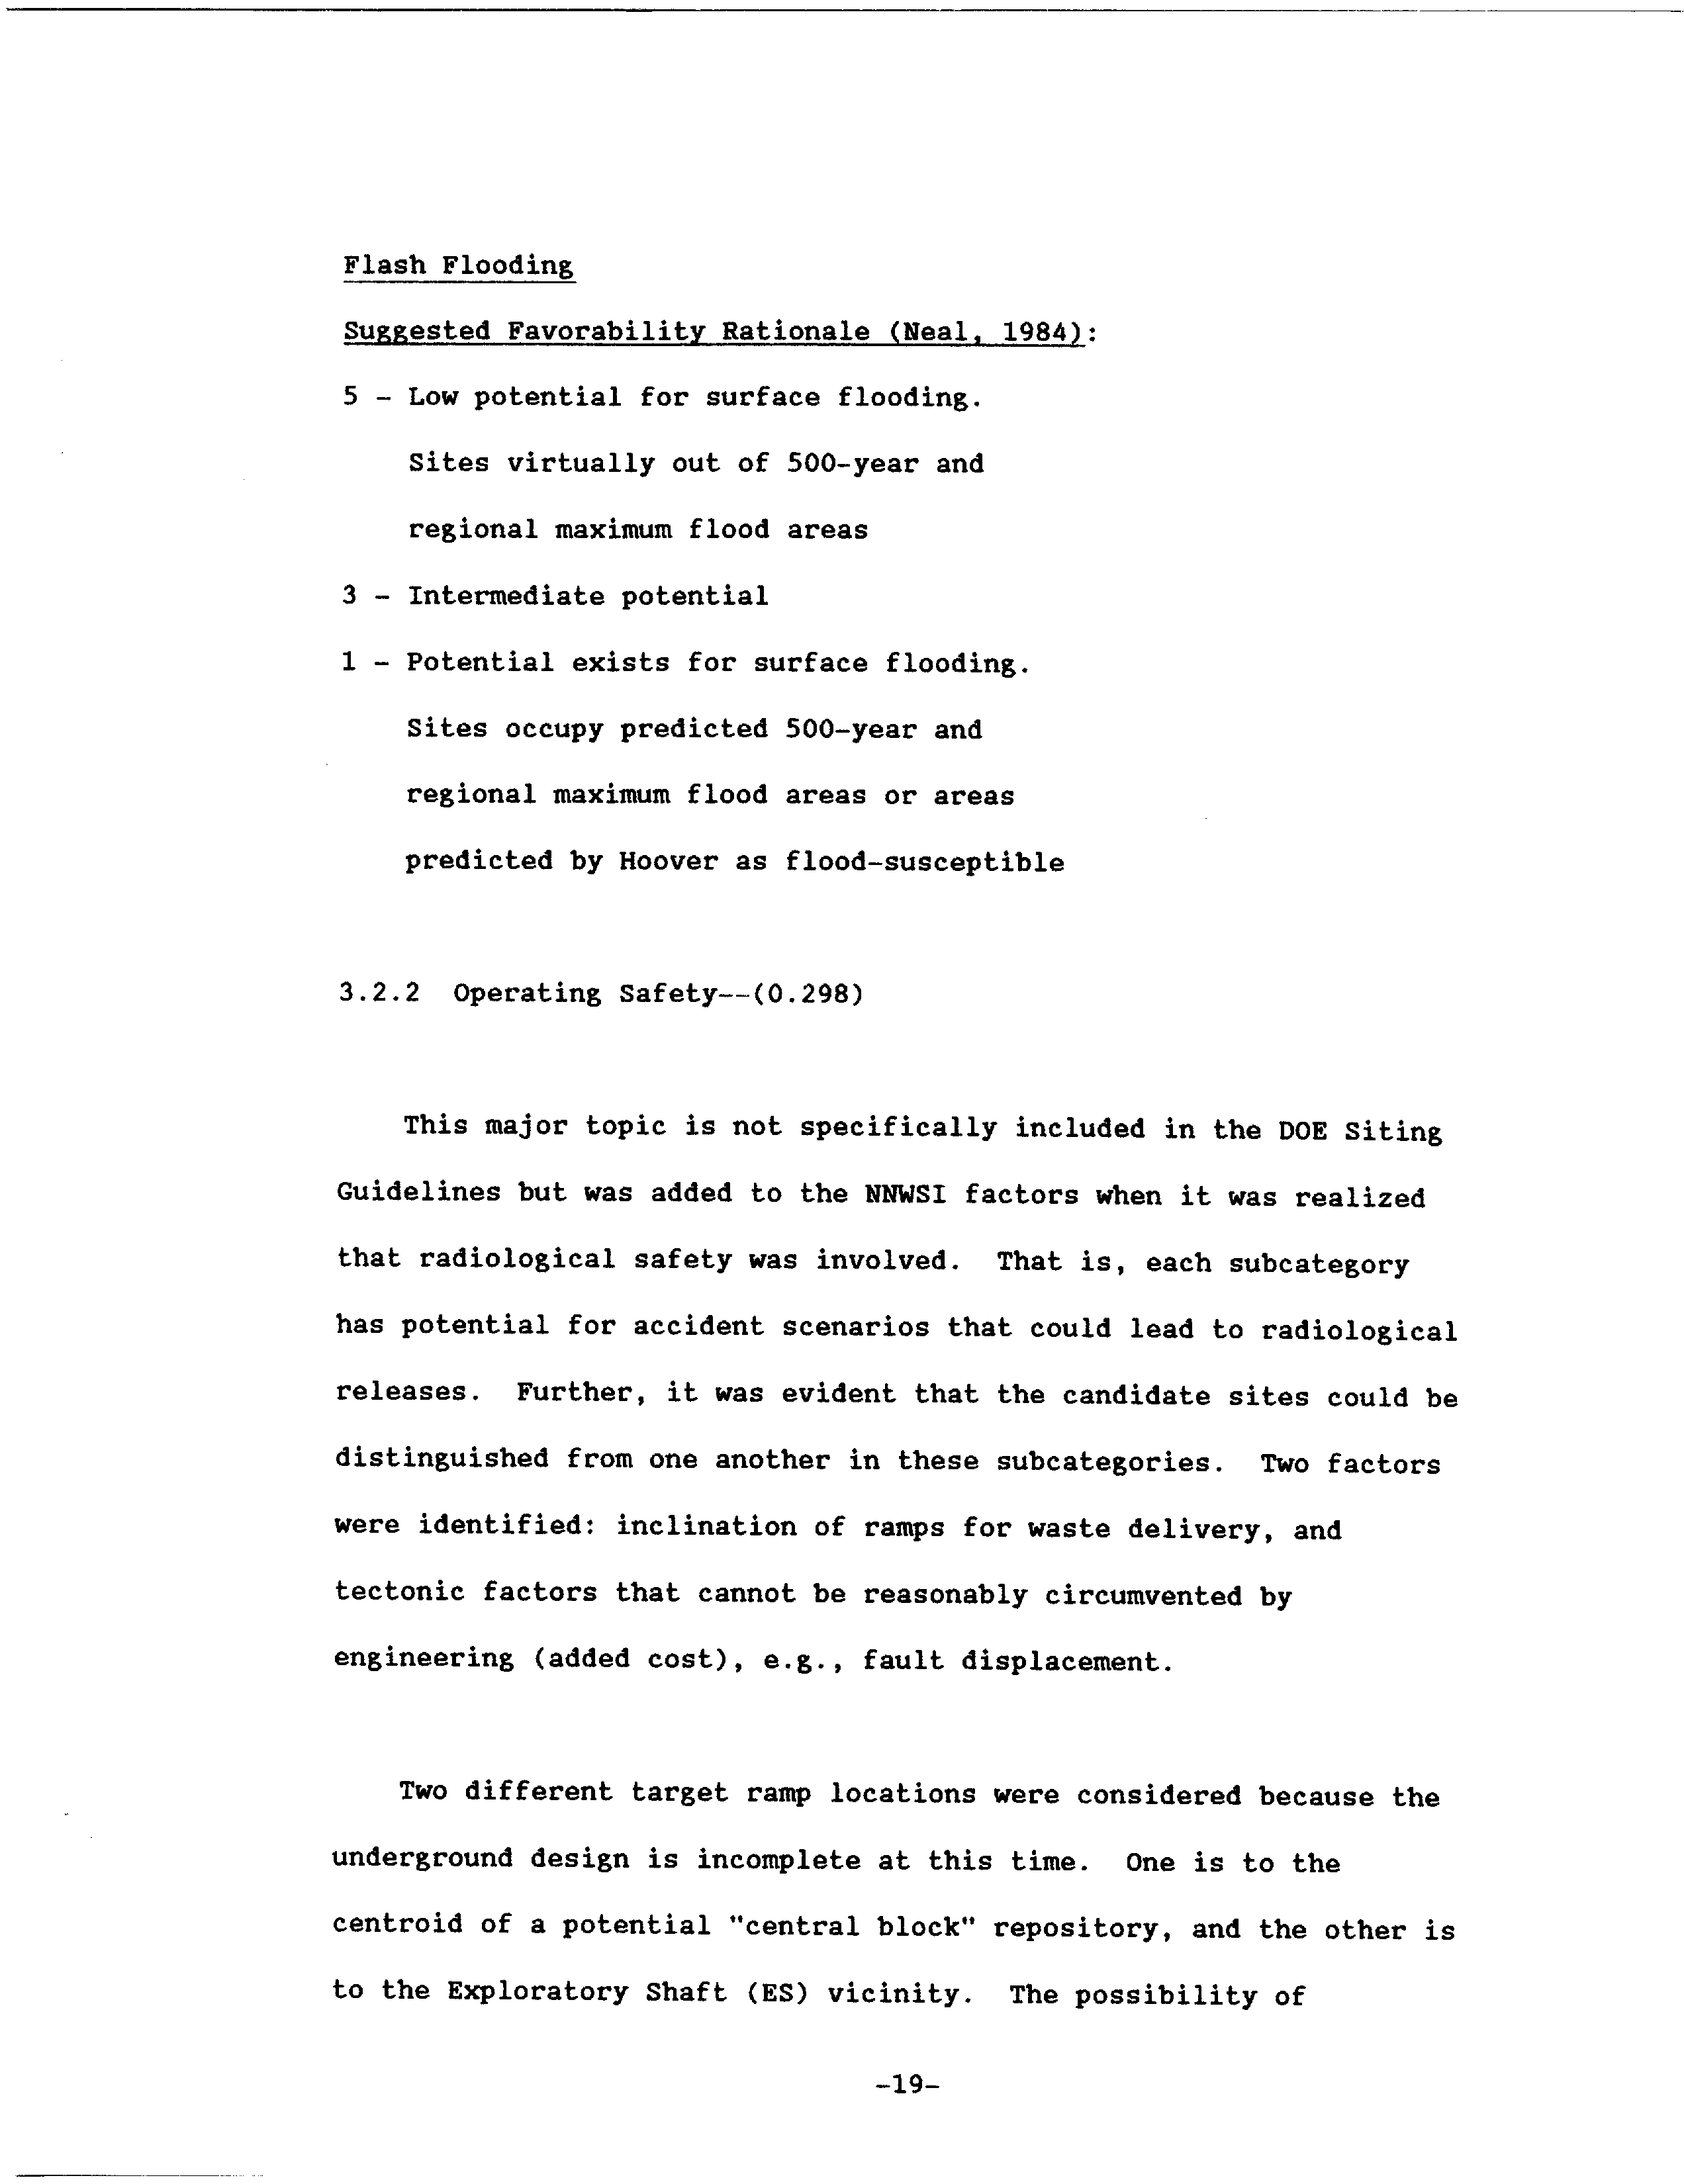 Flash Flooding
Suggested Favorability Rationale (Neal, 1984):
5 - Low potential for surface flooding.
Sites virtually out of 500-year and
regional maximum flood areas
3 - Intermediate potential
1 - Potential exists for surface flooding.
Sites occupy predicted 500-year and
regional maximum flood areas or areas
predicted by Hoover as flood-susceptible
3.2.2 Operating Safety--(0.298)
This major topic is not specifically included in the DOE Siting
Guidelines but was added to the NNWSI factors when it was realized
that radiological safety was involved. That is, each subcategory
has potential for accident scenarios that could lead to radiological
releases. Further, it was evident that the candidate sites could be
distinguished from one another in these subcategories. Two factors
were identified: inclination of ramps for waste delivery, and
tectonic factors that cannot be reasonably circumvented by
engineering (added cost), e.g., fault displacement.
Two different target ramp locations were considered because the
underground design is incomplete at this time. One is to the
centroid of a potential "central block" repository, and the other is
to the Exploratory Shaft (ES) vicinity. The possibility of
-19-